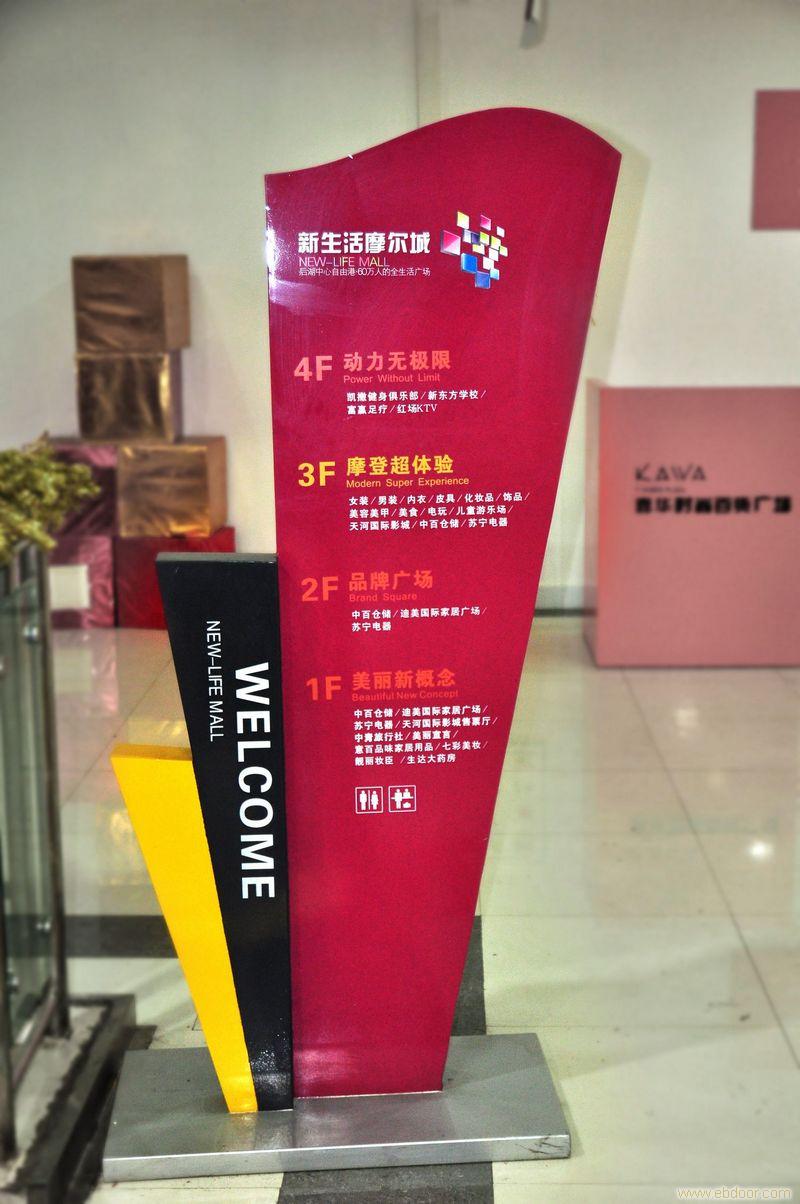 新生活摩尔城
NEW-LIFE MALL
后湖中心自由港·60万人的全生活广场
4F 动力无极限
Power Without Limit
凯撒健身俱乐部/新东方学校/
富赢足疗/红场KTV
3F 摩登超体验
Modern Super Experience
女装/男装/内衣/皮具/化妆品/饰品/
美容美甲/美食/电玩/儿童游乐场/
天河国际影城/中百仓储/苏宁电器
2F 品牌广场
Brand Square
中百仓储/迪美国际家居广场/
苏宁电器
1F 美丽新概念
Beautiful New Concept
中百仓储/迪美国际家居广场/
苏宁电器/天河国际影城售票厅/
中青旅行社/美丽宣言/
意百品味家居用品/七彩美妆/
靓丽妆臣 /生达大药房
WELCOME
NEW-LIFE MALL
KAWA
时尚百货广场
www.ebdoor.com